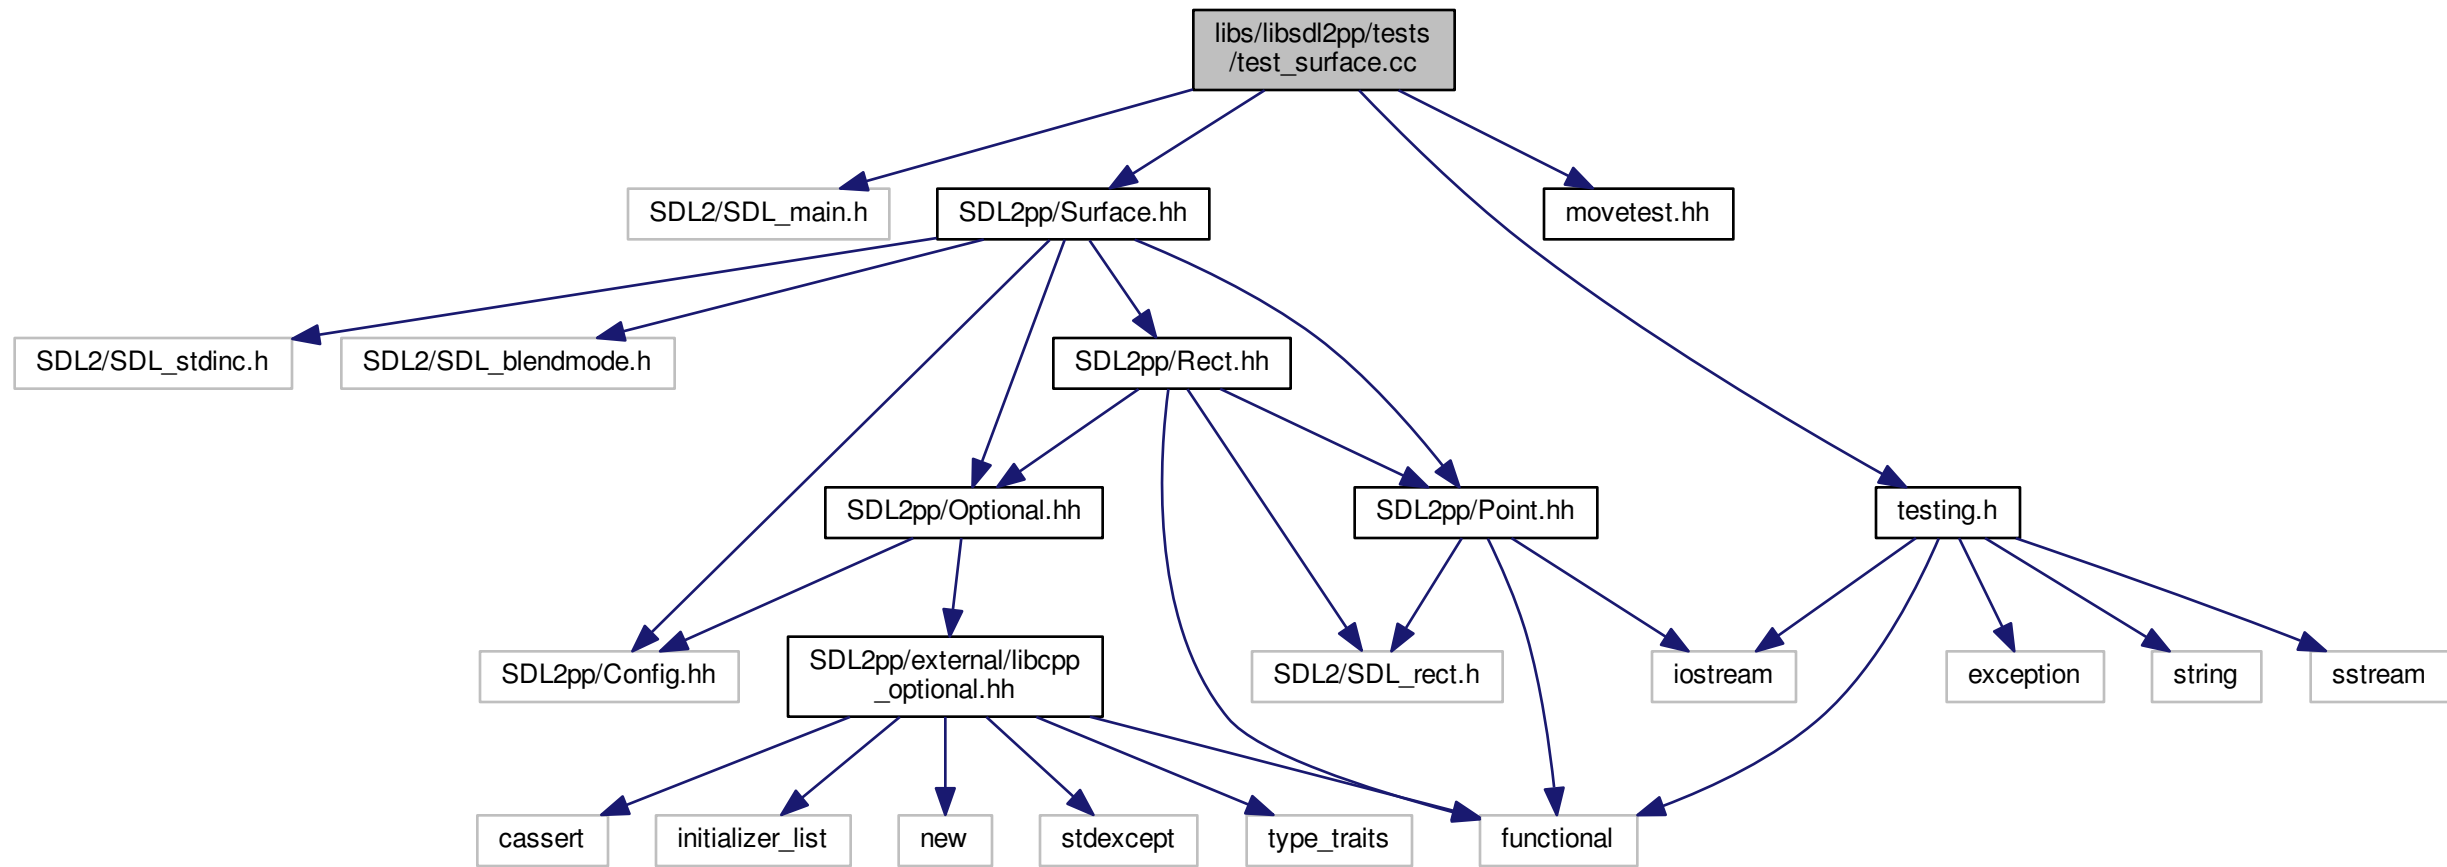 libs/libsdl2pp/tests
/test_surface.cc
SDL2/SDL_main.h
SDL2pp/Surface.hh
movetest.hh
SDL2/SDL_stdinc.h
SDL2/SDL_blendmode.h
SDL2pp/Rect.hh
SDL2pp/Optional.hh
SDL2pp/Point.hh
testing.h
SDL2pp/Config.hh
SDL2pp/external/libcpp
_optional.hh
SDL2/SDL_rect.h
iostream
exception
string
sstream
cassert
initializer_list
new
stdexcept
type_traits
functional